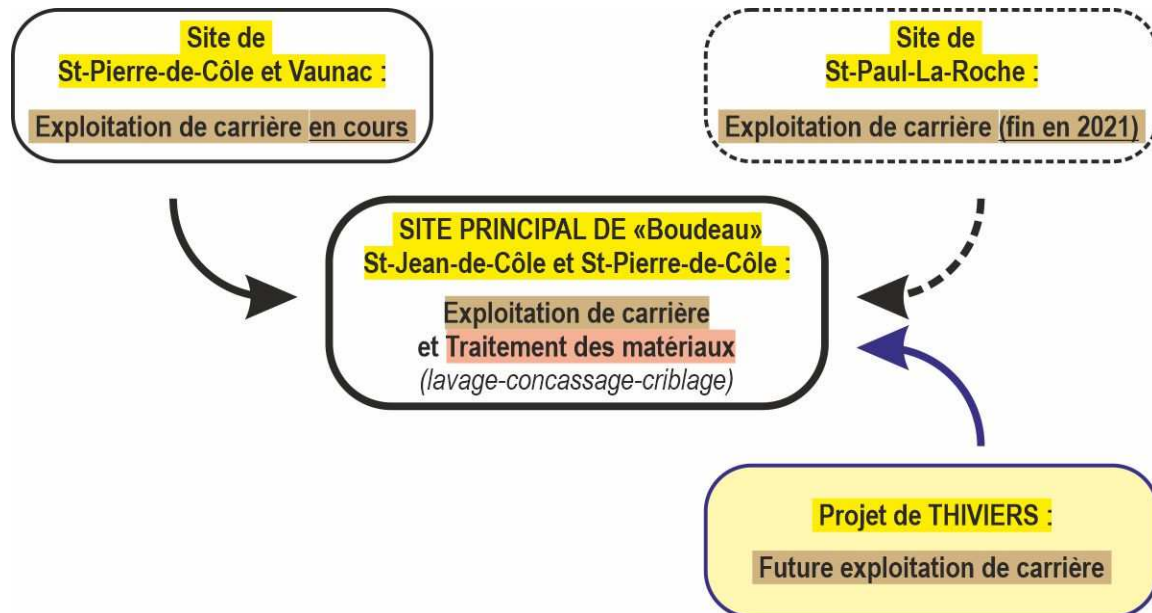 Site de
St-Pierre-de-Côle et Vaunac :
Exploitation de carrière en cours
Site de
St-Paul-La-Roche :
Exploitation de carrière (fin en 2021)
SITE PRINCIPAL DE «Boudeau»
St-Jean-de-Côle et St-Pierre-de-Côle :
Exploitation de carrière
et Traitement des matériaux
(lavage-concassage-criblage)
Projet de THIVIERS :
Future exploitation de carrière